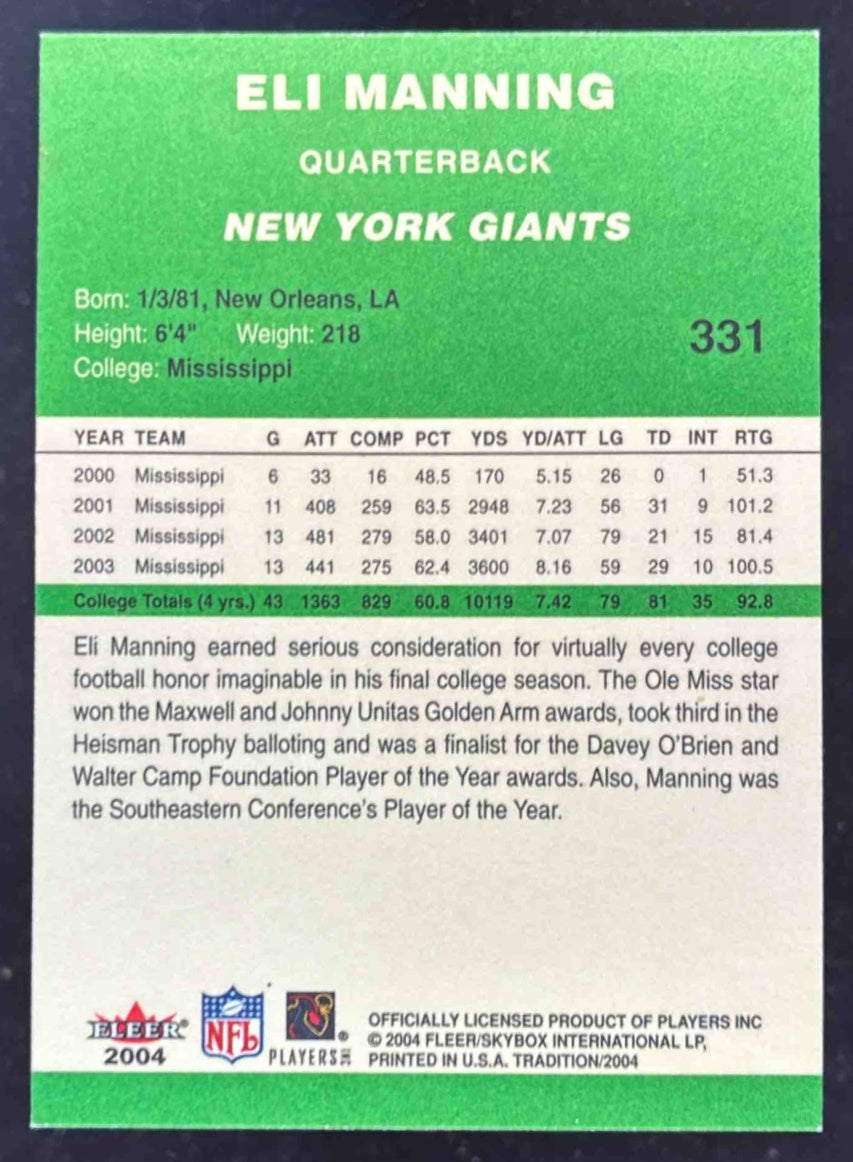 ELI MANNING
QUARTERBACK
NEW YORK GIANTS
Born: 1/3/81, New Orleans, LA
Height: 6'4" Weight: 218
331
College: Mississippi
YEAR TEAM G ATT COMP PCT YDS YD/ATT LG TD INT RTG
2000 Mississippi 6 33 16 48.5 170 5.15 26 0 1 51.3
2001 Mississippi 11 408 259 63.5 2948 7.23 56 31 9 101.2
2002 Mississippi 13 481 279 58.0 3401 7.07 79 21 15 81.4
2003 Mississippi 13 441 275 62.4 3600 8.16 59 29 10 100.5
College Totals (4 yrs.) 43 1363 829 60.8 10119 7.42 79 81 35 92.8
Eli Manning earned serious consideration for virtually every college
football honor imaginable in his final college season. The Ole Miss star
won the Maxwell and Johnny Unitas Golden Arm awards, took third in the
Heisman Trophy balloting and was a finalist for the Davey O'Brien and
Walter Camp Foundation Player of the Year awards. Also, Manning was
the Southeastern Conference's Player of the Year.
FLEER®
2004
NFL
PLAYERS INC ®
OFFICIALLY LICENSED PRODUCT OF PLAYERS INC
© 2004 FLEER/SKYBOX INTERNATIONAL LP,
PRINTED IN U.S.A. TRADITION/2004